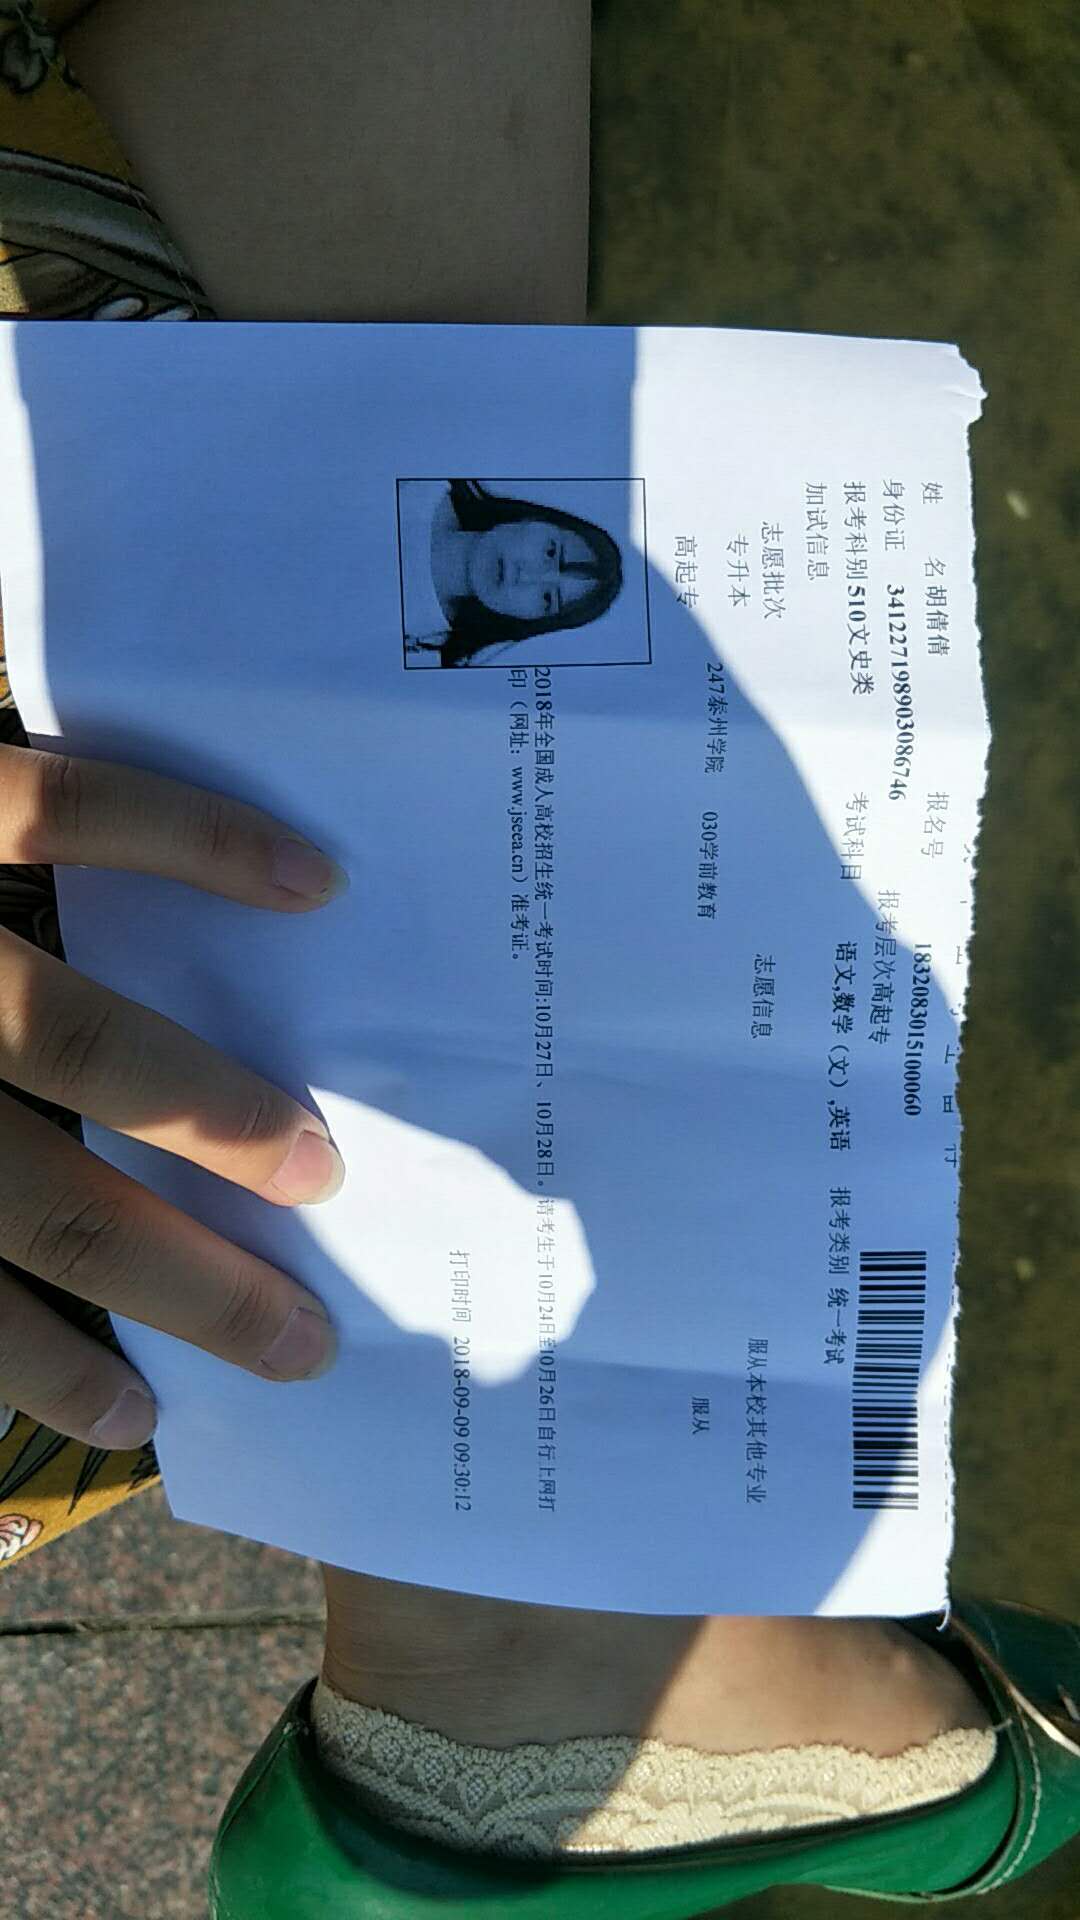 姓 名胡倩倩 报名号 183208301510060
身份证 341227198903086746 报考层次高起专
报考科别510文史类 考试科目 语文,数学（文）,英语 报考类别 统一考试
加试信息
志愿批次 志愿信息 服从本校其他专业
专升本
高起专 247泰州学院 030学前教育 服从
2018年全国成人高校招生统一考试时间:10月27日、10月28日。请考生于10月24日至10月26日自行上网打
印（网址：www.jseea.cn）准考证。
打印时间 2018-09-09 09:30:12